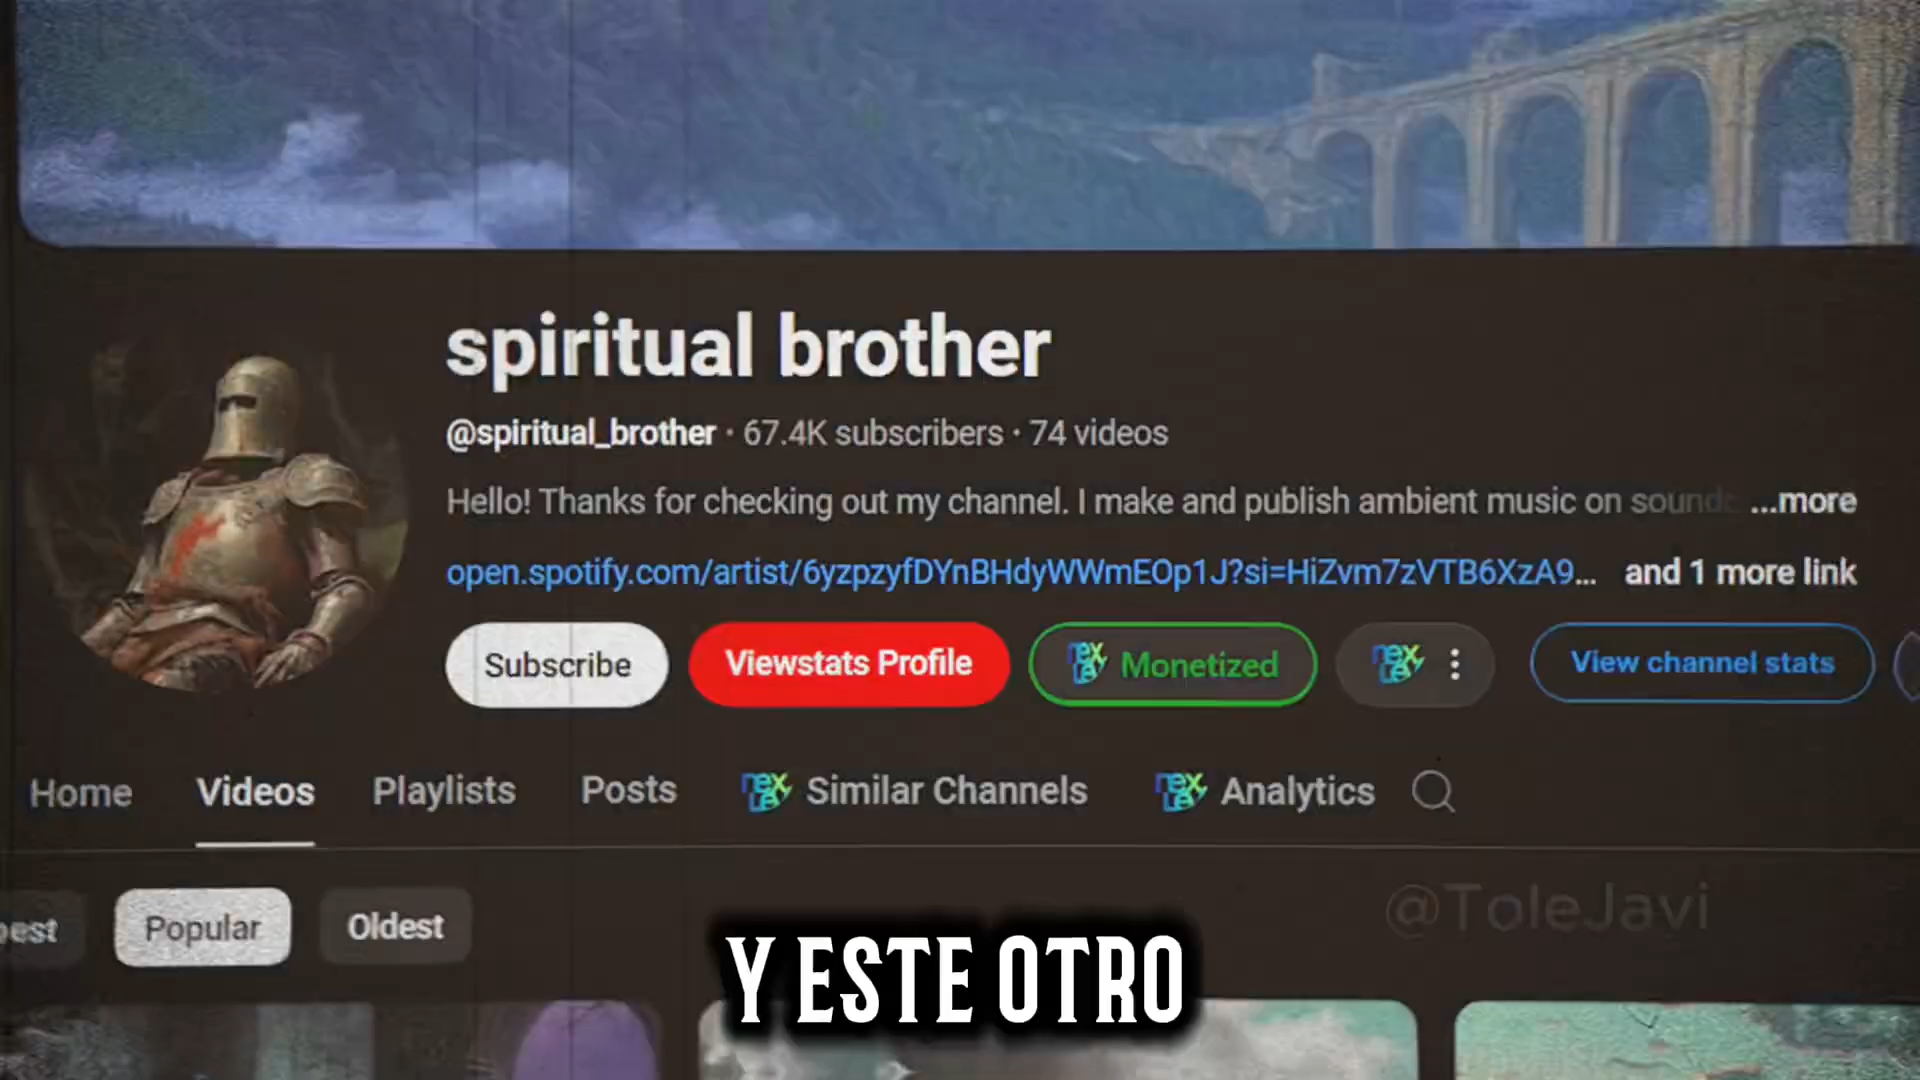 spiritual brother
@spiritual_brother · 67.4K subscribers · 74 videos
Hello! Thanks for checking out my channel. I make and publish ambient music on ...more
open.spotify.com/artist/6yzpzyfDYnBHdyWWmEOp1J?si=HiZvm7zVTB6XzA9... and 1 more link
Subscribe Viewstats Profile Monetized View channel stats
Home Videos Playlists Posts Similar Channels Analytics
Popular Oldest
@ToleJavi
Y ESTE OTRO